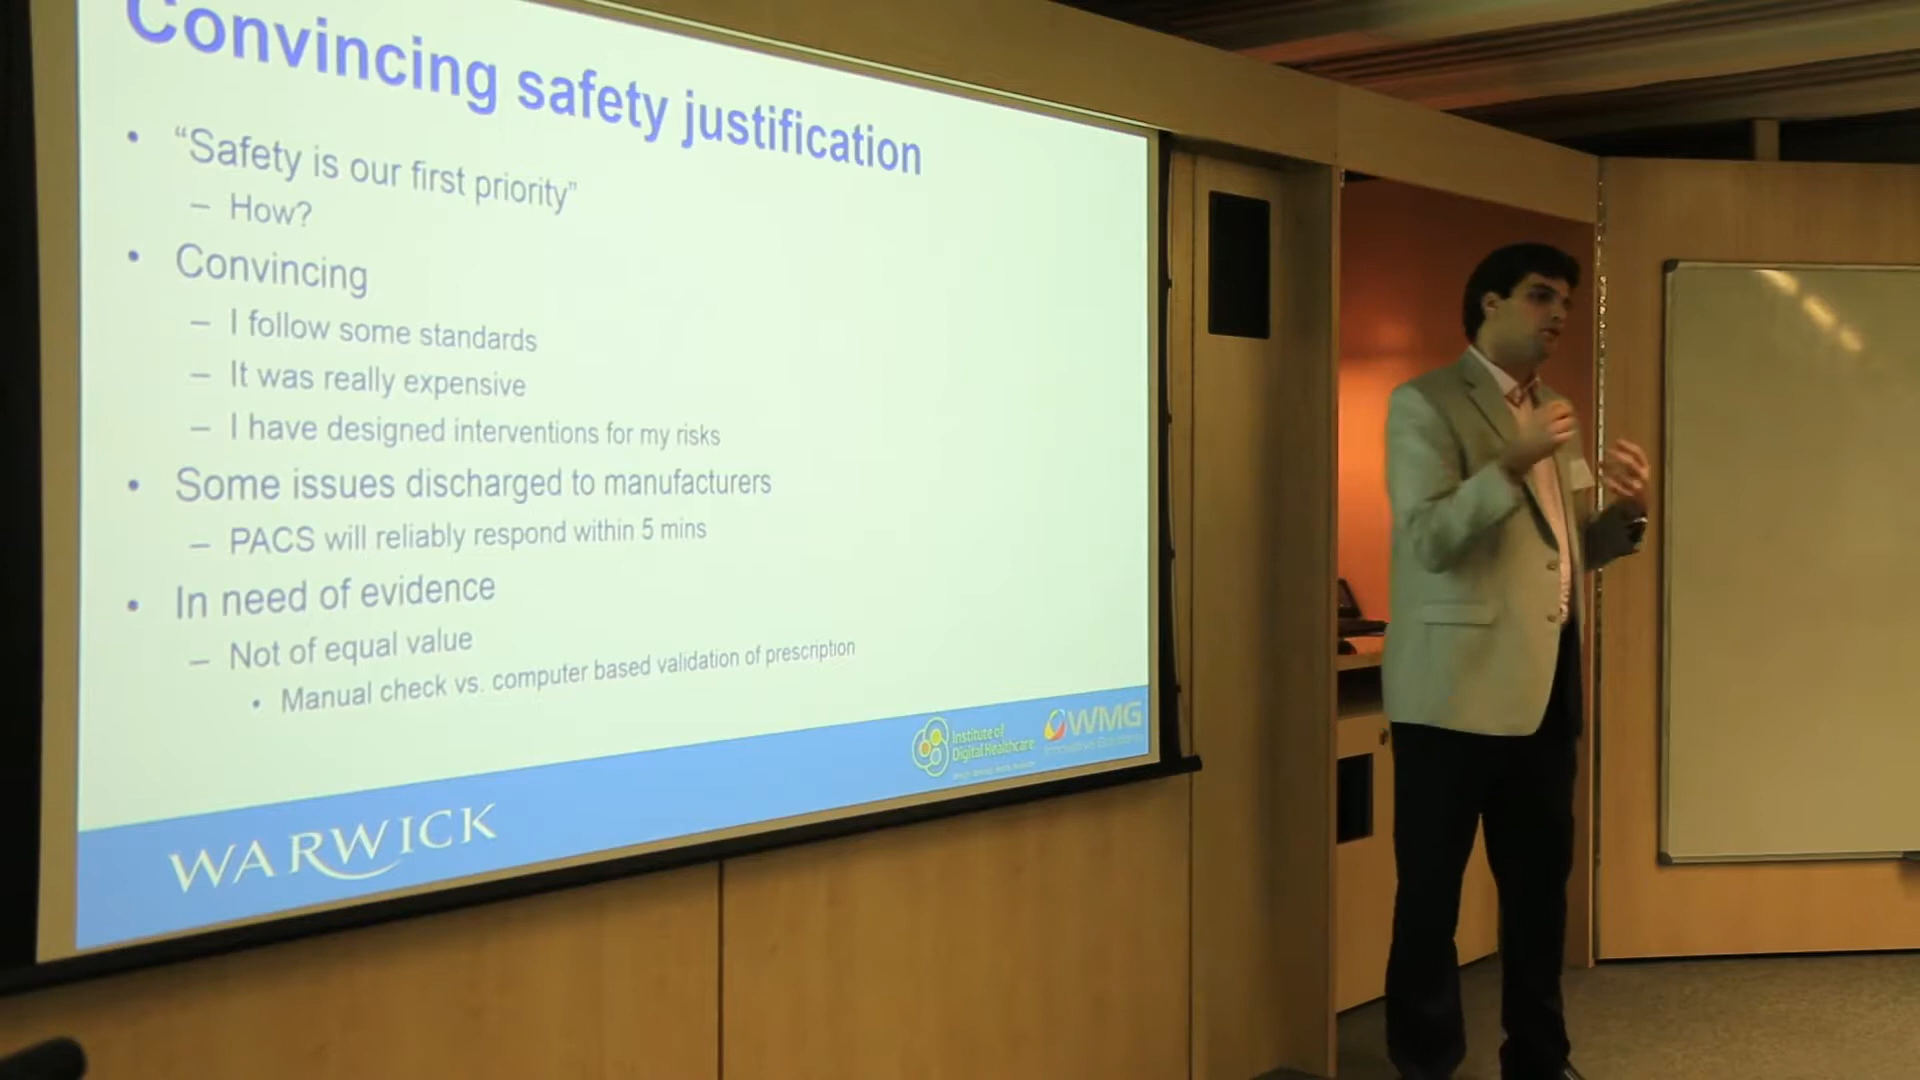 Convincing safety justification
• “Safety is our first priority”
– How?
• Convincing
– I follow some standards
– It was really expensive
– I have designed interventions for my risks
• Some issues discharged to manufacturers
– PACS will reliably respond within 5 mins
• In need of evidence
– Not of equal value
• Manual check vs. computer based validation of prescription
Institute of
Digital Healthcare
WMG
WARWICK